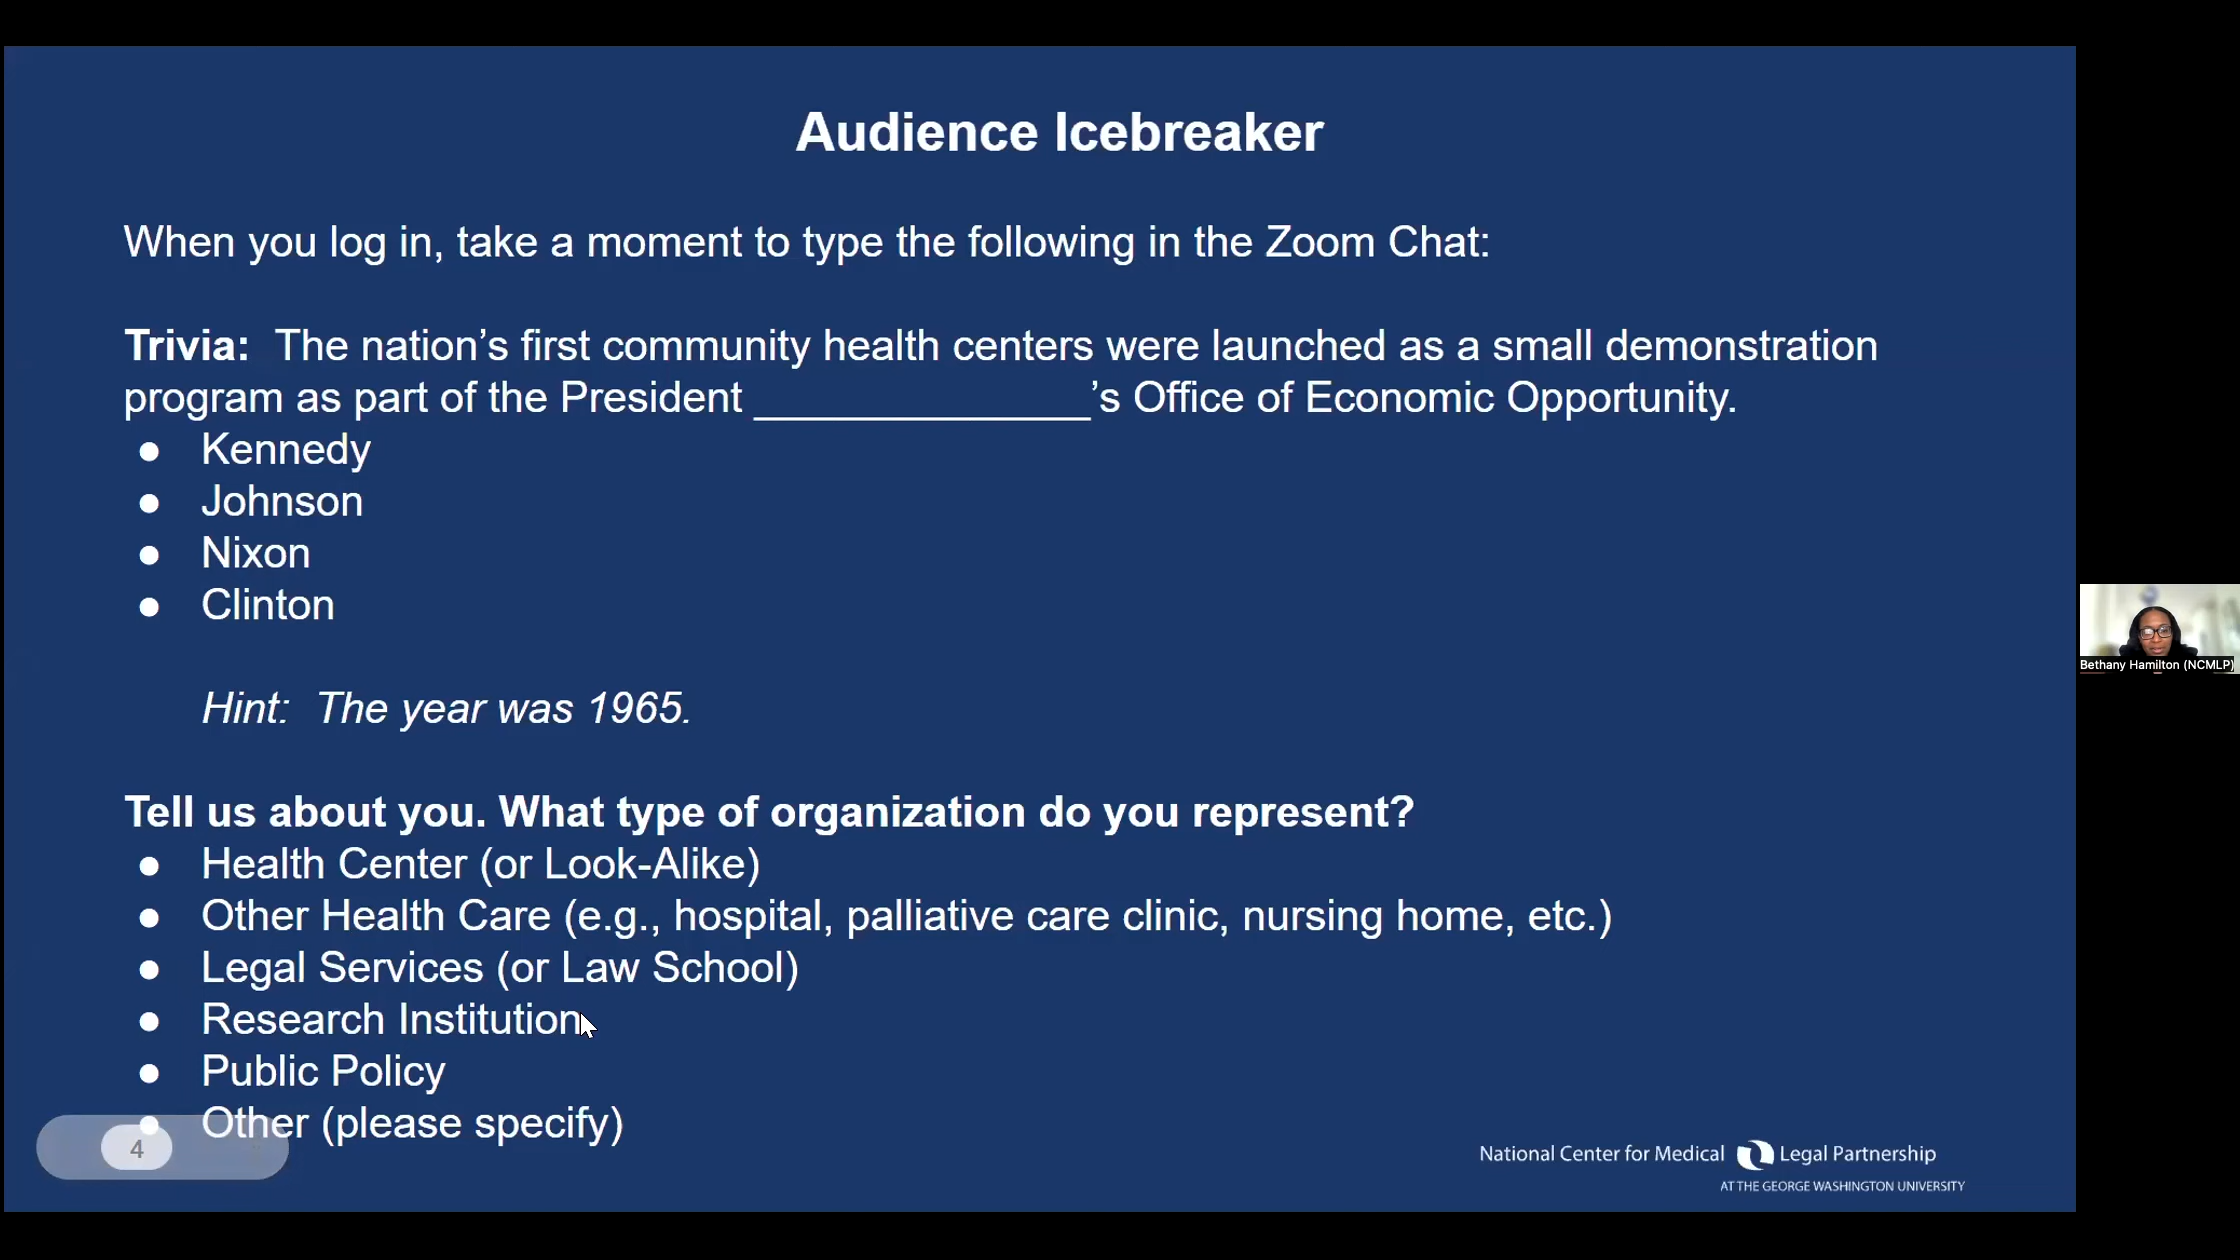 Audience Icebreaker
When you log in, take a moment to type the following in the Zoom Chat:
Trivia:  The nation’s first community health centers were launched as a small demonstration
program as part of the President ______________’s Office of Economic Opportunity.
● Kennedy
● Johnson
● Nixon
● Clinton
Hint:  The year was 1965.
Tell us about you. What type of organization do you represent?
● Health Center (or Look-Alike)
● Other Health Care (e.g., hospital, palliative care clinic, nursing home, etc.)
● Legal Services (or Law School)
● Research Institution
● Public Policy
● Other (please specify)
4
National Center for Medical Legal Partnership
AT THE GEORGE WASHINGTON UNIVERSITY
Bethany Hamilton (NCMLP)